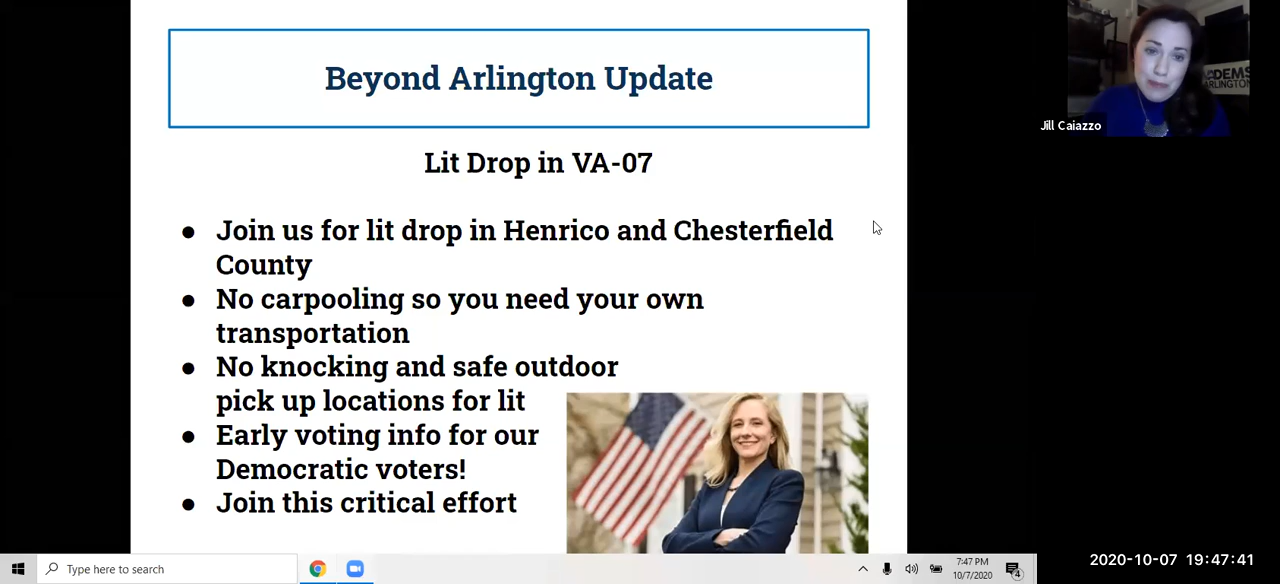 Beyond Arlington Update
Lit Drop in VA-07
● Join us for lit drop in Henrico and Chesterfield
County
● No carpooling so you need your own
transportation
● No knocking and safe outdoor
pick up locations for lit
● Early voting info for our
Democratic voters!
● Join this critical effort
DEMS
ARLINGTON
Jill Caiazzo
Type here to search
7:47 PM
10/7/2020
4
2020-10-07 19:47:41